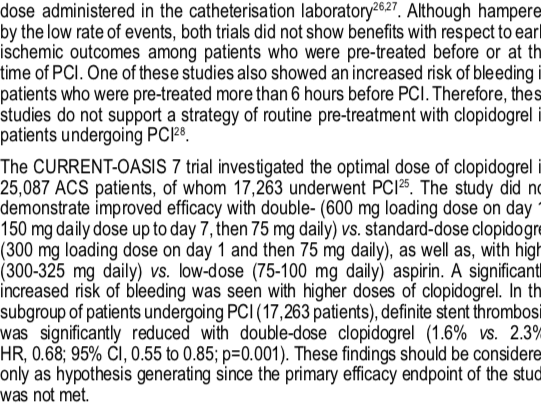 dose administered in the catheterisation laboratory26,27. Although hampere
by the low rate of events, both trials did not show benefits with respect to earl
ischemic outcomes among patients who were pre-treated before or at th
time of PCI. One of these studies also showed an increased risk of bleeding i
patients who were pre-treated more than 6 hours before PCI. Therefore, thes
studies do not support a strategy of routine pre-treatment with clopidogrel i
patients undergoing PCI28.
The CURRENT-OASIS 7 trial investigated the optimal dose of clopidogrel i
25,087 ACS patients, of whom 17,263 underwent PCI25. The study did no
demonstrate improved efficacy with double- (600 mg loading dose on day 1
150 mg daily dose up to day 7, then 75 mg daily) vs. standard-dose clopidogre
(300 mg loading dose on day 1 and then 75 mg daily), as well as, with high
(300-325 mg daily) vs. low-dose (75-100 mg daily) aspirin. A significantl
increased risk of bleeding was seen with higher doses of clopidogrel. In th
subgroup of patients undergoing PCI (17,263 patients), definite stent thrombosi
was significantly reduced with double-dose clopidogrel (1.6% vs. 2.3%
HR, 0.68; 95% CI, 0.55 to 0.85; p=0.001). These findings should be considere
only as hypothesis generating since the primary efficacy endpoint of the stud
was not met.